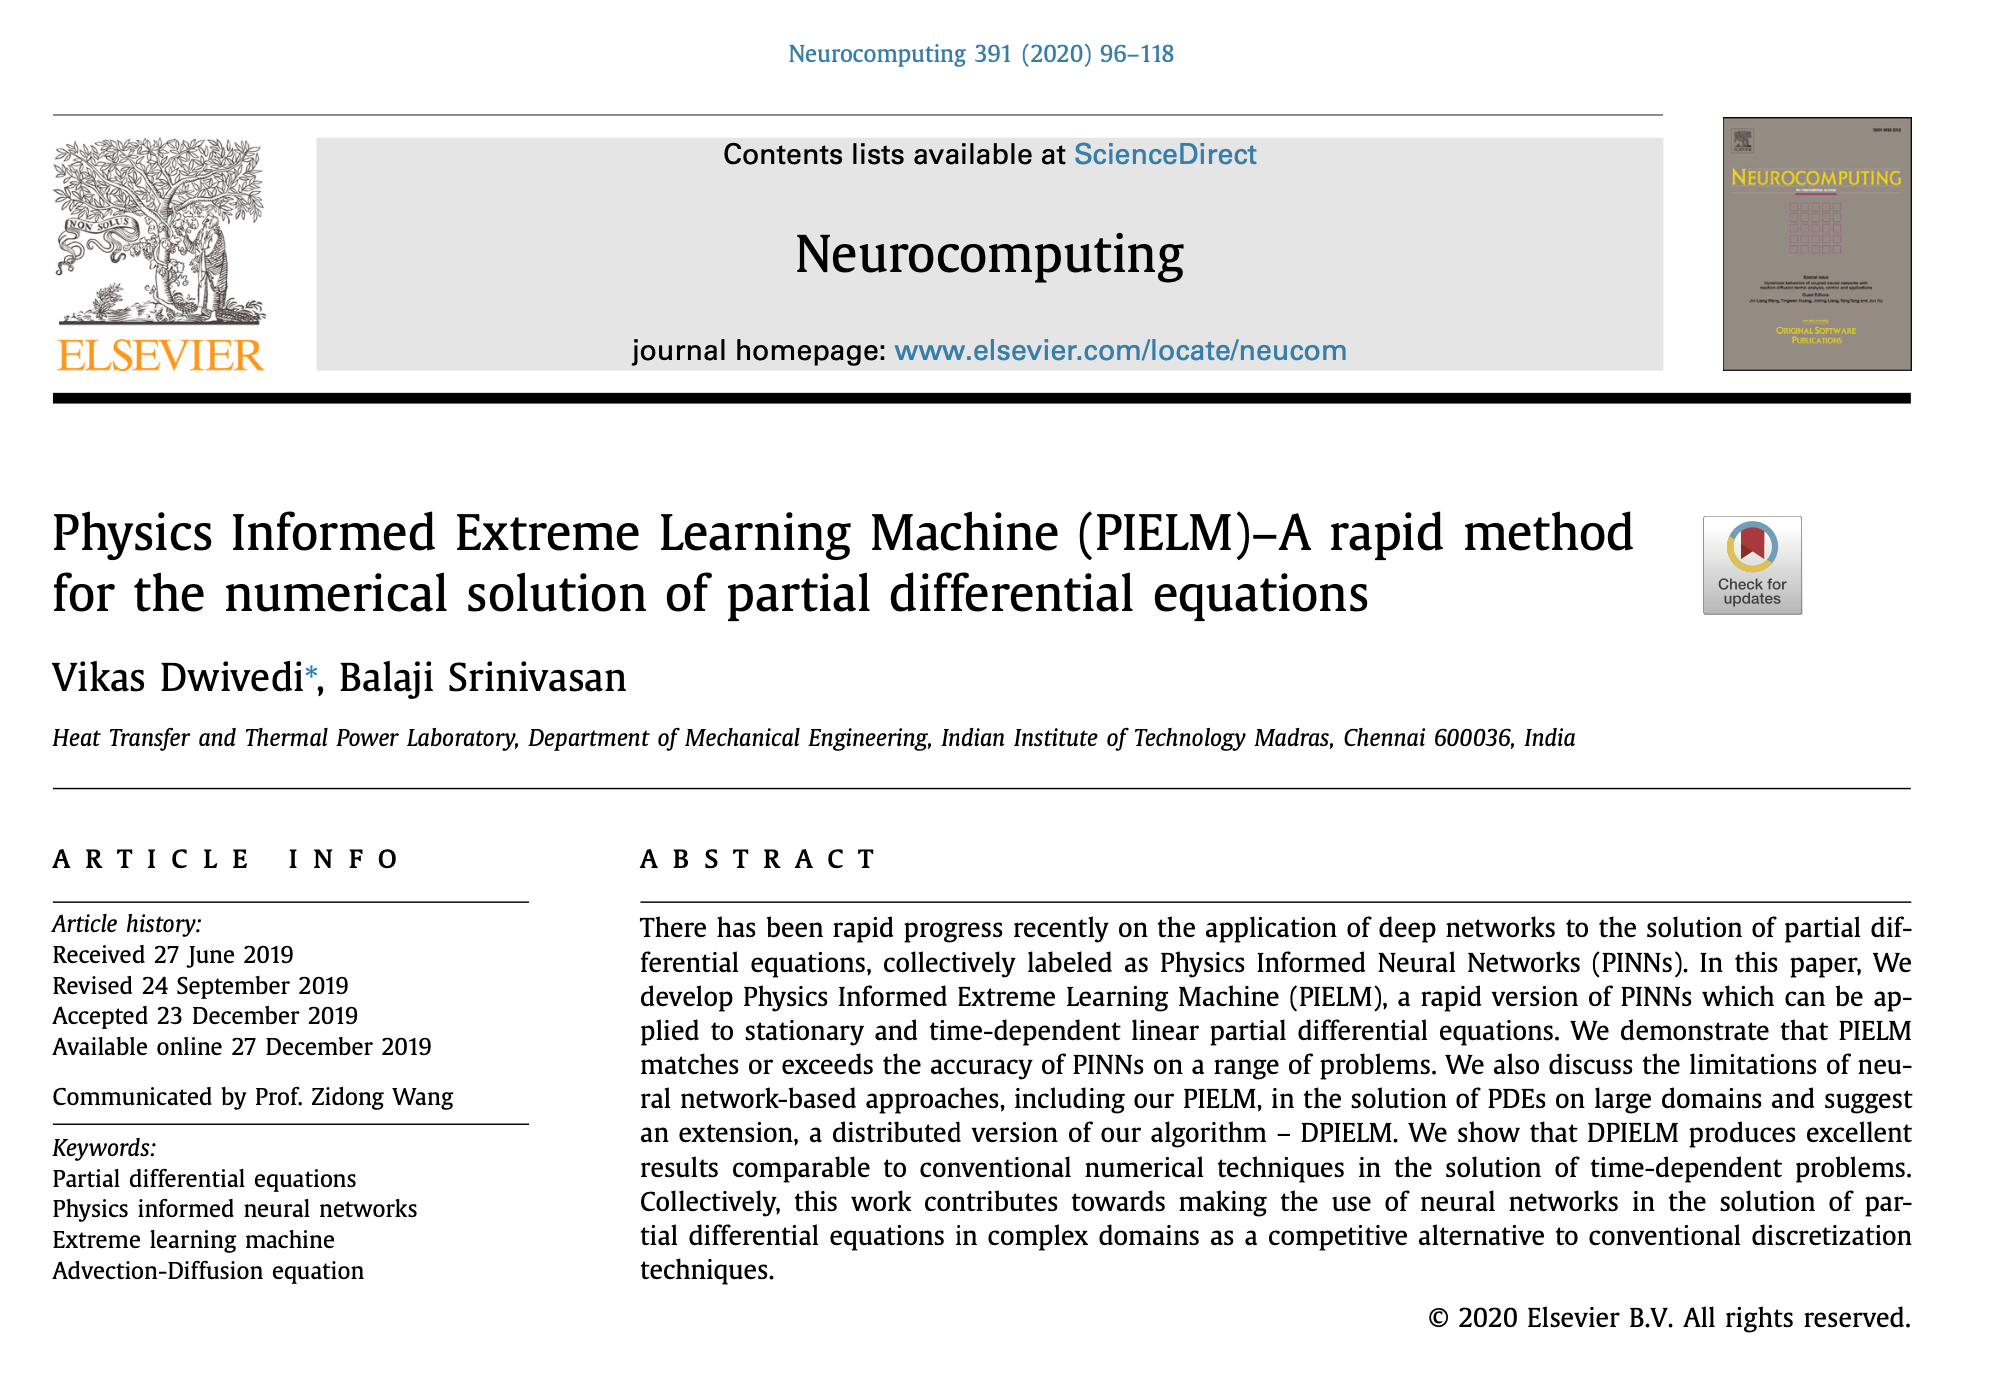 Neurocomputing 391 (2020) 96–118
Contents lists available at ScienceDirect
Neurocomputing
journal homepage: www.elsevier.com/locate/neucom
NON SOLUS
ELSEVIER
NEUROCOMPUTING
ORIGINAL SOFTWARE
PUBLICATIONS
Physics Informed Extreme Learning Machine (PIELM)–A rapid method
for the numerical solution of partial differential equations
Check for
updates
Vikas Dwivedi*, Balaji Srinivasan
Heat Transfer and Thermal Power Laboratory, Department of Mechanical Engineering, Indian Institute of Technology Madras, Chennai 600036, India
ARTICLE INFO
Article history:
Received 27 June 2019
Revised 24 September 2019
Accepted 23 December 2019
Available online 27 December 2019
Communicated by Prof. Zidong Wang
Keywords:
Partial differential equations
Physics informed neural networks
Extreme learning machine
Advection-Diffusion equation
ABSTRACT
There has been rapid progress recently on the application of deep networks to the solution of partial dif-
ferential equations, collectively labeled as Physics Informed Neural Networks (PINNs). In this paper, We
develop Physics Informed Extreme Learning Machine (PIELM), a rapid version of PINNs which can be ap-
plied to stationary and time-dependent linear partial differential equations. We demonstrate that PIELM
matches or exceeds the accuracy of PINNs on a range of problems. We also discuss the limitations of neu-
ral network-based approaches, including our PIELM, in the solution of PDEs on large domains and suggest
an extension, a distributed version of our algorithm – DPIELM. We show that DPIELM produces excellent
results comparable to conventional numerical techniques in the solution of time-dependent problems.
Collectively, this work contributes towards making the use of neural networks in the solution of par-
tial differential equations in complex domains as a competitive alternative to conventional discretization
techniques.
© 2020 Elsevier B.V. All rights reserved.